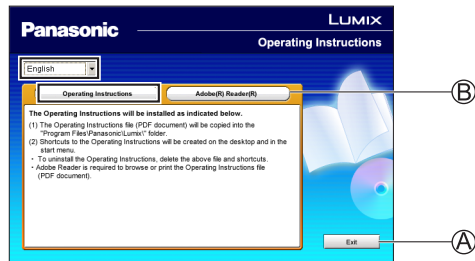 Panasonic
LUMIX
Operating Instructions
English
Operating Instructions
Adobe(R) Reader(R)
B
The Operating Instructions will be installed as indicated below.
(1) The Operating Instructions file (PDF document) will be copied into the
"Program Files\Panasonic\Lumix\" folder.
(2) Shortcuts to the Operating Instructions will be created on the desktop and in the
start menu.
・ To uninstall the Operating Instructions, delete the above file and shortcuts.
・ Adobe Reader is required to browse or print the Operating Instructions file
(PDF document).
Exit
A